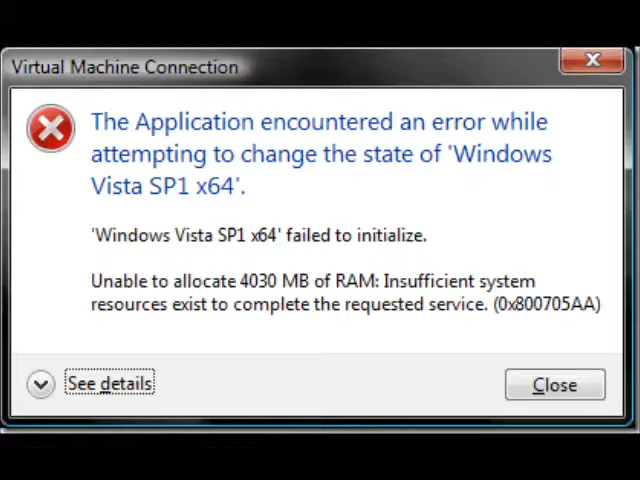 Virtual Machine Connection
The Application encountered an error while
attempting to change the state of 'Windows
Vista SP1 x64'.
'Windows Vista SP1 x64' failed to initialize.
Unable to allocate 4030 MB of RAM: Insufficient system
resources exist to complete the requested service. (0x800705AA)
See details
Close